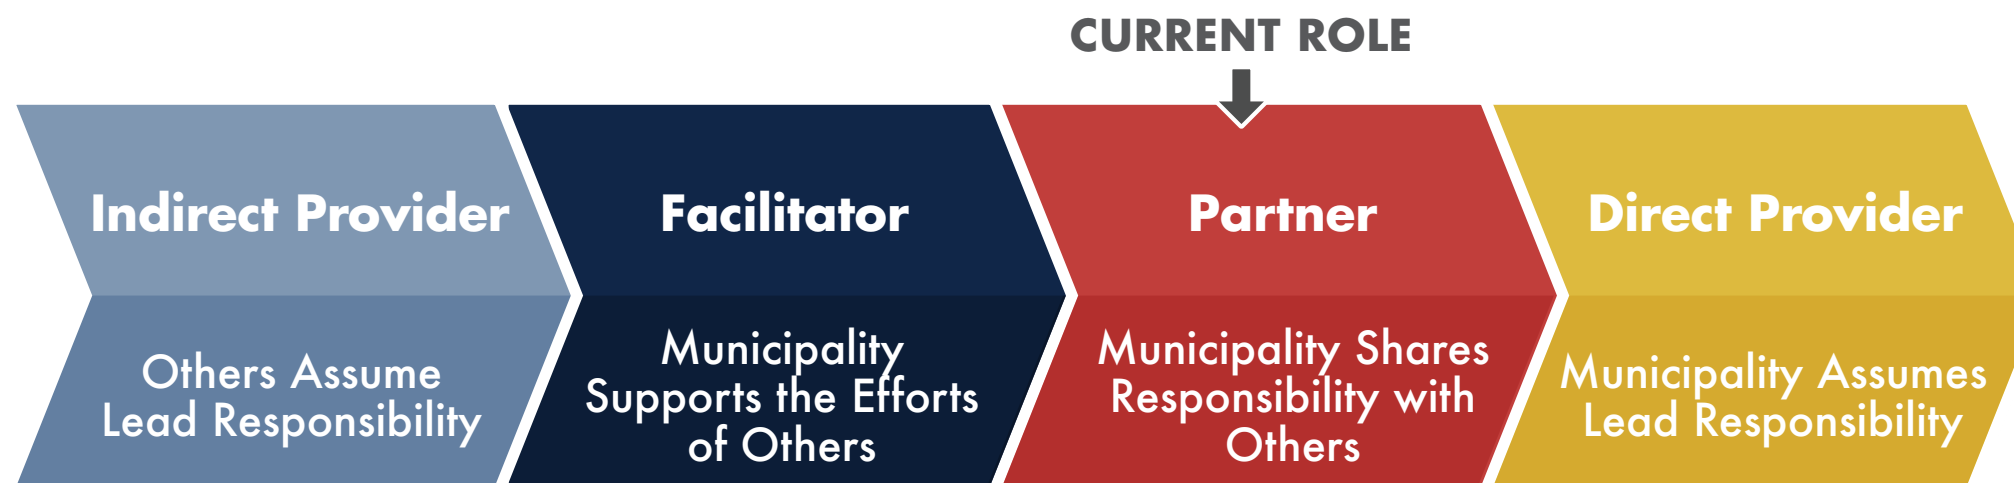 CURRENT ROLE
Indirect Provider
Others Assume
Lead Responsibility
Facilitator
Municipality
Supports the Efforts
of Others
Partner
Municipality Shares
Responsibility with
Others
Direct Provider
Municipality Assumes
Lead Responsibility